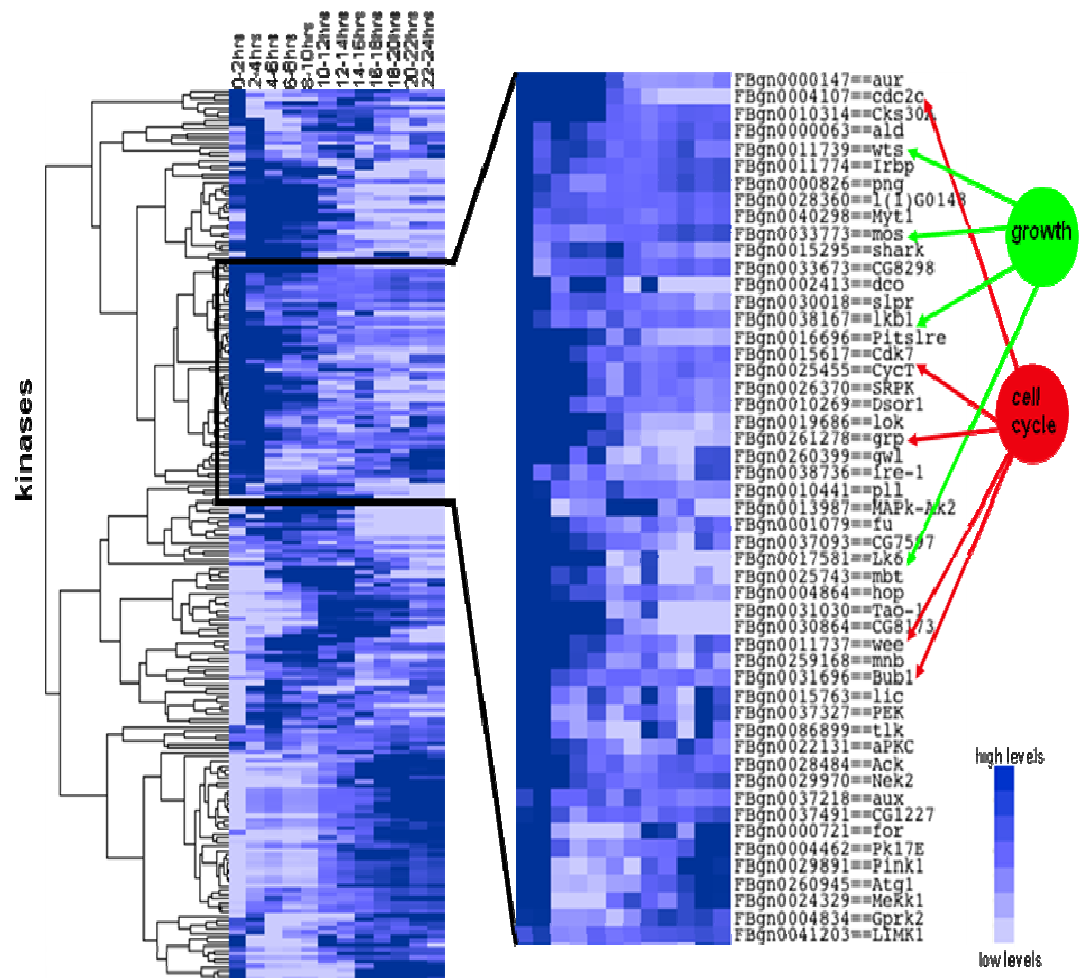 kinases
0-2hrs
2-4hrs
4-6hrs
6-8hrs
8-10hrs
10-12hrs
12-14hrs
14-16hrs
16-18hrs
18-20hrs
20-22hrs
22-24hrs
FBgn0000147==aur
FBgn0004107==cdc2c
FBgn0010314==Cks30A
FBgn0000063==ald
FBgn0011739==wts
FBgn0011774==Irbp
FBgn0000826==png
FBgn0028360==l(1)G0148
FBgn0040298==Myt1
FBgn0033773==mos
FBgn0015295==shark
FBgn0033673==CG8298
FBgn0002413==dco
FBgn0030018==slpr
FBgn0038167==lkb1
FBgn0016696==Pitslre
FBgn0015617==Cdk7
FBgn0025455==CycT
FBgn0026370==SRPK
FBgn0010269==Dsor1
FBgn0019686==lok
FBgn0261278==grp
FBgn0260399==gwl
FBgn0038736==ire-1
FBgn0010441==pll
FBgn0013987==MAPk-Ak2
FBgn0001079==fu
FBgn0037093==CG7597
FBgn0017581==Lk6
FBgn0025743==mbt
FBgn0004864==hop
FBgn0031030==Tao-1
FBgn0030864==CG8173
FBgn0011737==wee
FBgn0259168==mnb
FBgn0031696==Bub1
FBgn0015763==lic
FBgn0037327==PEK
FBgn0086899==tlk
FBgn0022131==aPKC
FBgn0028484==Ack
FBgn0029970==Nek2
FBgn0037218==aux
FBgn0037491==CG1227
FBgn0000721==for
FBgn0004462==Pk17E
FBgn0029891==Pink1
FBgn0260945==Atg1
FBgn0024329==Mekk1
FBgn0004834==Gprk2
FBgn0041203==LIMK1
growth
cell
cycle
high levels
low levels